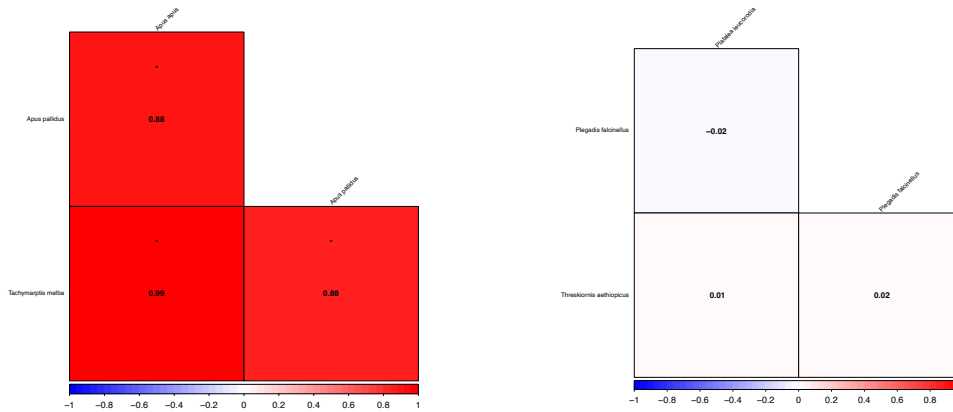 Apus apus
Apus pallidus
*
0.88
Apus pallidus
Tachymarptis melba
*
0.99
*
0.88
−1 −0.8 −0.6 −0.4 −0.2 0 0.2 0.4 0.6 0.8 1
Platalea leucorodia
Plegadis falcinellus
−0.02
Plegadis falcinellus
Threskiornis aethiopicus
0.01
0.02
−1 −0.8 −0.6 −0.4 −0.2 0 0.2 0.4 0.6 0.8